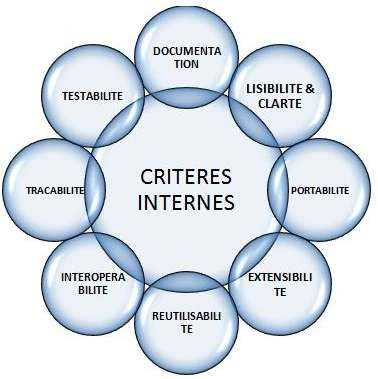 DOCUMENTA
TION
LISIBILITE &
CLARTE
PORTABILITE
EXTENSIBILI
TE
REUTILISABILI
TE
INTEROPERA
BILITE
TRACABILITE
TESTABILITE
CRITERES
INTERNES